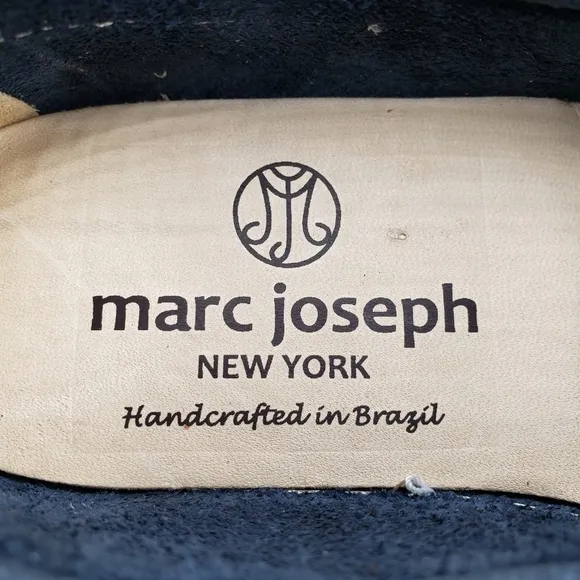 marc joseph
NEW YORK
Handcrafted in Brazil